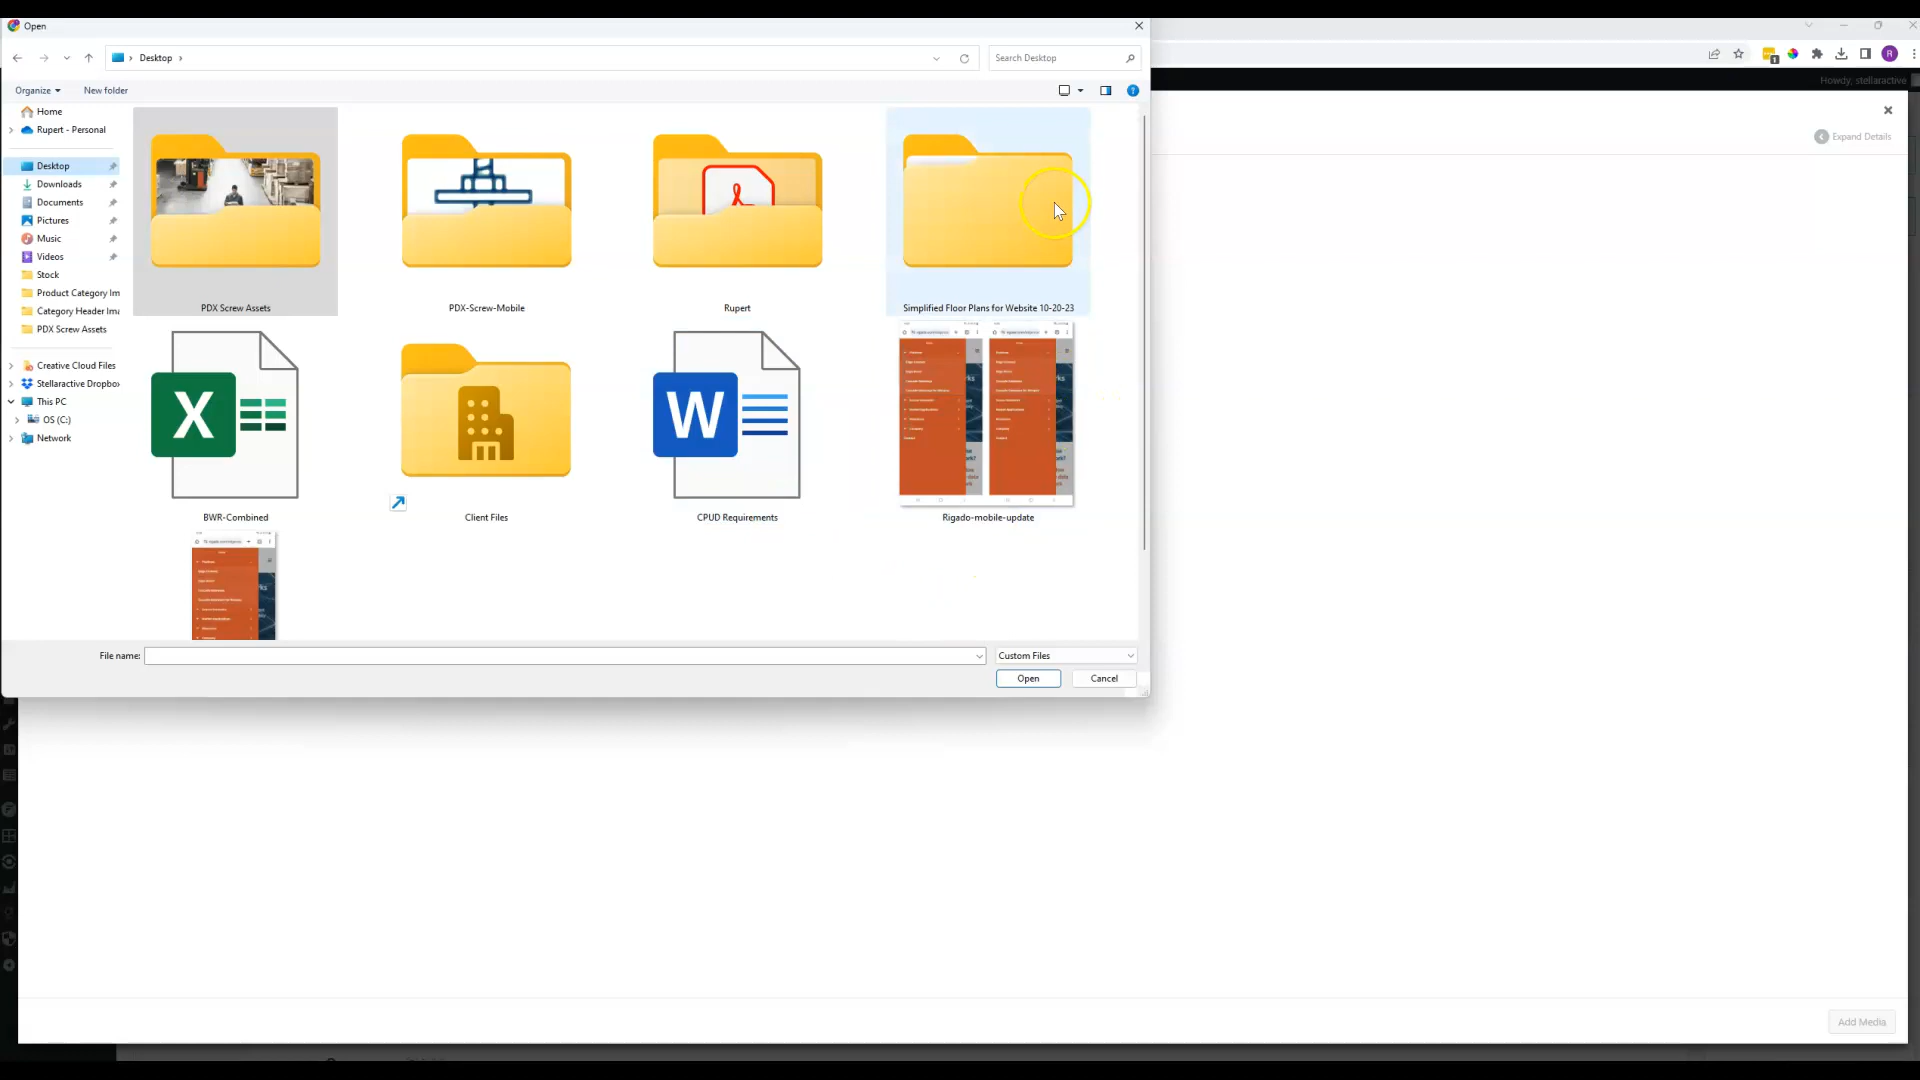 Open
Desktop
Search Desktop
Organize
New folder
Home
Rupert - Personal
Desktop
Downloads
Documents
Pictures
Music
Videos
Stock
Product Category Im
Category Header Ima
PDX Screw Assets
Creative Cloud Files
Stellaractive Dropbox
This PC
OS (C:)
Network
PDX Screw Assets
PDX-Screw-Mobile
Rupert
Simplified Floor Plans for Website 10-20-23
X
W
BWR-Combined
Client Files
CPUD Requirements
Rigado-mobile-update
File name:
Custom Files
Open
Cancel
R
Howdy, stellaractive
Expand Details
Add Media